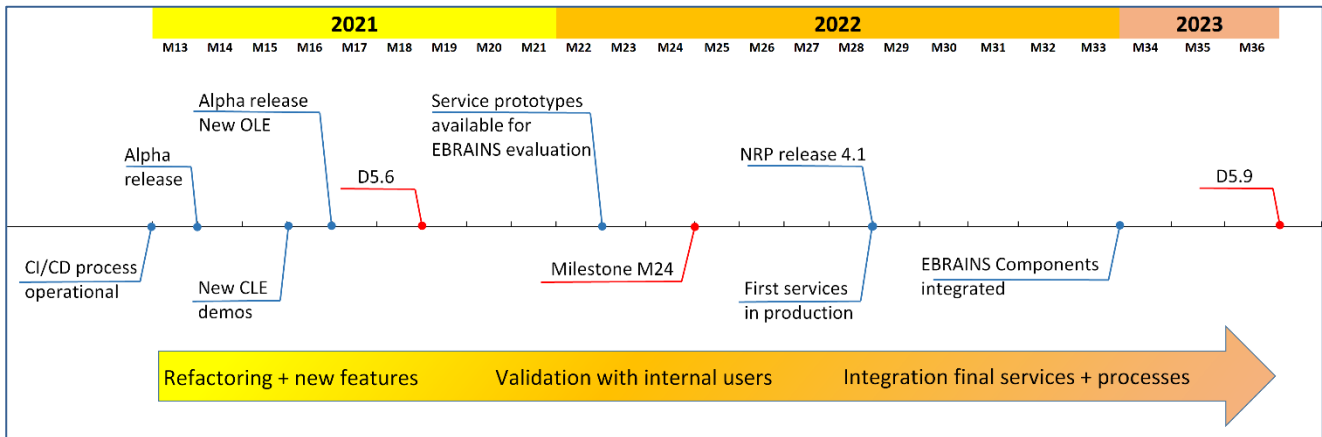 2021 2022 2023
M13 M14 M15 M16 M17 M18 M19 M20 M21 M22 M23 M24 M25 M26 M27 M28 M29 M30 M31 M32 M33 M34 M35 M36
Alpha release
New OLE
Service prototypes
available for
EBRAINS evaluation
Alpha
release
D5.6
NRP release 4.1
D5.9
CI/CD process
operational
New CLE
demos
Milestone M24
First services
in production
EBRAINS Components
integrated
Refactoring + new features
Validation with internal users
Integration final services + processes